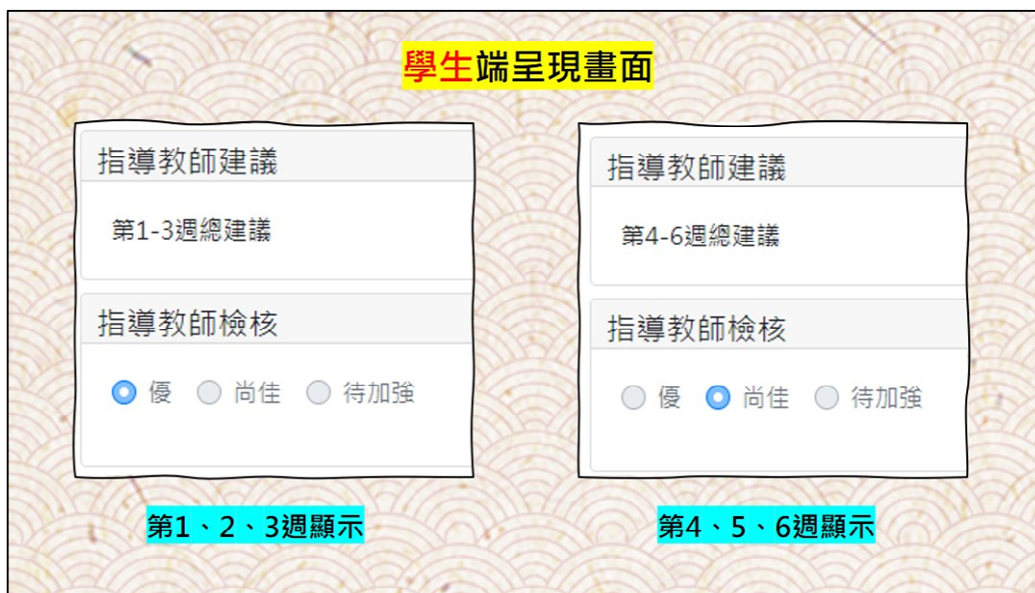 學生端呈現畫面
指導教師建議
第1-3週總建議
指導教師檢核
優 尚佳 待加強
第1、2、3週顯示
指導教師建議
第4-6週總建議
指導教師檢核
優 尚佳 待加強
第4、5、6週顯示